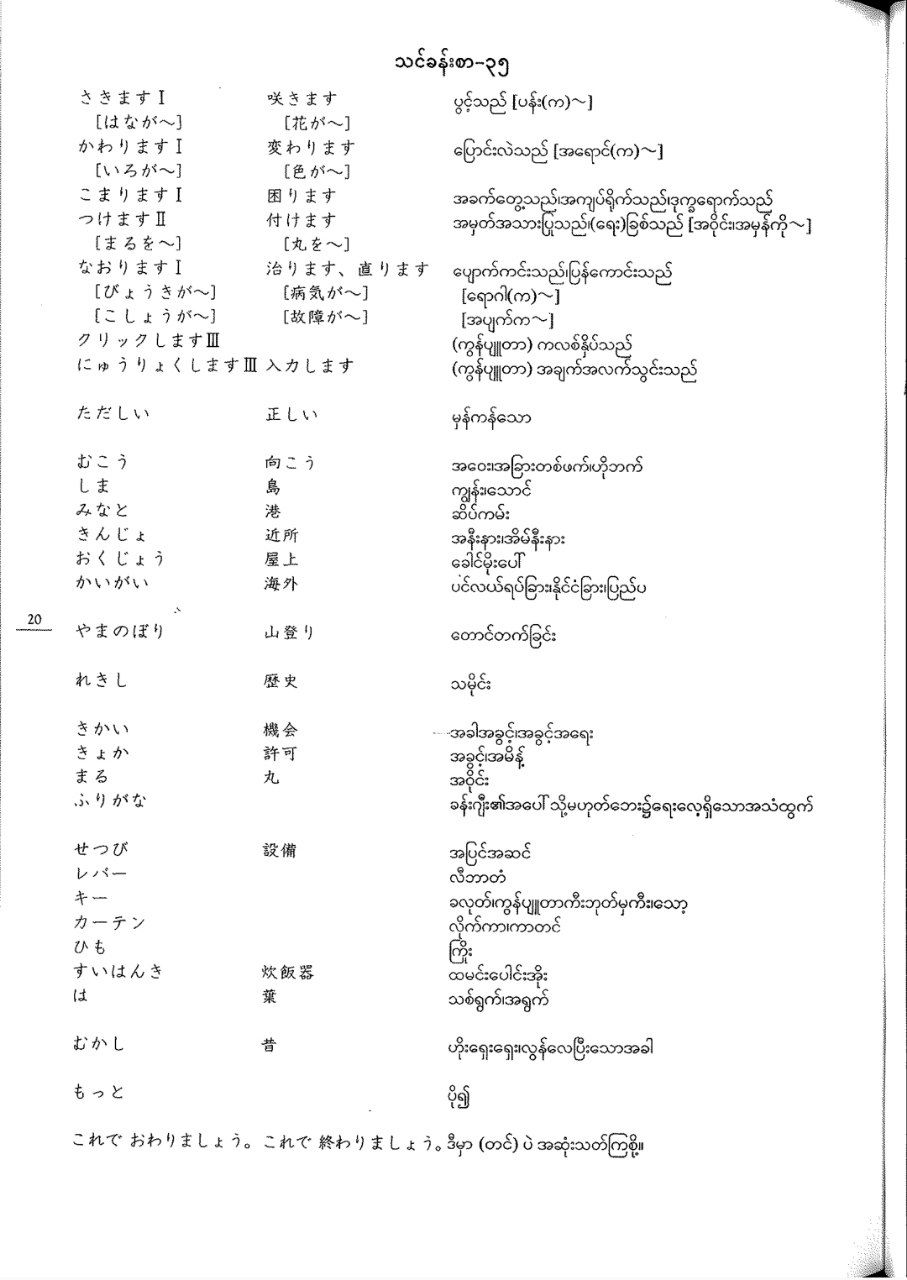 သင်ခန်းစာ-၃၅
さきますⅠ 咲きます ပွင့်သည် [ပန်း(က)～]
[はなが～] [花が～]
かわりますⅠ 変わります ပြောင်းလဲသည် [အရောင်(က)～]
[いろが～] [色が～]
こまりますⅠ 困ります အခက်တွေ့သည်၊အကျပ်ရိုက်သည်၊ဒုက္ခရောက်သည်
つけますⅡ 付けます အမှတ်အသားပြုသည်၊(ရေး)ခြစ်သည် [အဝိုင်း၊အမှန်ကို～]
[まるを～] [丸を～]
なおりますⅠ 治ります、直ります ပျောက်ကင်းသည်၊ပြန်ကောင်းသည်
[びょうきが～] [病気が～] [ရောဂါ(က)～]
[こしょうが～] [故障が～] [အပျက်က～]
クリックしますⅢ (ကွန်ပျူတာ) ကလစ်နှိပ်သည်
にゅうりょくしますⅢ 入力します (ကွန်ပျူတာ) အချက်အလက်သွင်းသည်
ただしい 正しい မှန်ကန်သော
むこう 向こう အဝေး၊အခြားတစ်ဖက်၊ဟိုဘက်
しま 島 ကျွန်း၊သောင်
みなと 港 ဆိပ်ကမ်း
きんじょ 近所 အနီးနား၊အိမ်နီးနား
おくじょう 屋上 ခေါင်မိုးပေါ်
かいがい 海外 ပင်လယ်ရပ်ခြား၊နိုင်ငံခြား၊ပြည်ပ
20
やまのぼり 山登り တောင်တက်ခြင်း
れきし 歴史 သမိုင်း
きかい 機会 အခါအခွင့်၊အခွင့်အရေး
きょか 許可 အခွင့်၊အမိန့်
まる 丸 အဝိုင်း
ふりがな ခန်းဂျီး၏အပေါ် သို့မဟုတ်ဘေး၌ရေးလေ့ရှိသောအသံထွက်
せつび 設備 အပြင်အဆင်
レバー လီဘာတံ
キー ခလုတ်၊ကွန်ပျူတာကီးဘုတ်မှကီး၊သော့
カーテン လိုက်ကာ၊ကာတင်
ひも ကြိုး
すいはんき 炊飯器 ထမင်းပေါင်းအိုး
は 葉 သစ်ရွက်၊အရွက်
むかし 昔 ဟိုးရှေးရှေး၊လွန်လေပြီးသောအခါ
もっと ပို၍
これで おわりましょう。 これで 終わりましょう。 ဒီမှာ (တင်) ပဲ အဆုံးသတ်ကြစို့။